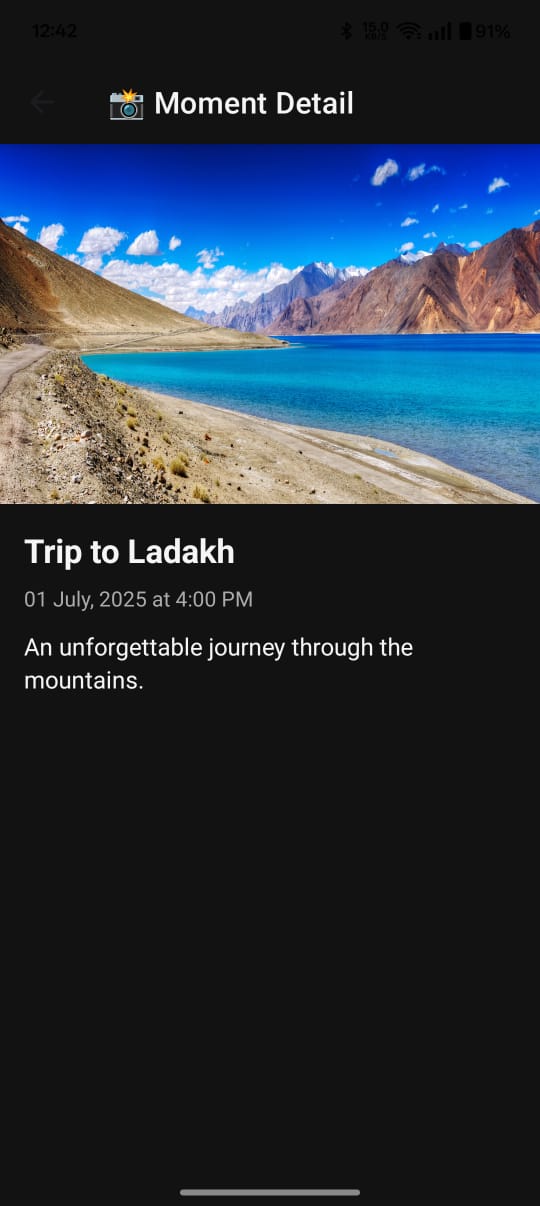 12:42
15.0
KB/S
91%
📸 Moment Detail
Trip to Ladakh
01 July, 2025 at 4:00 PM
An unforgettable journey through the
mountains.